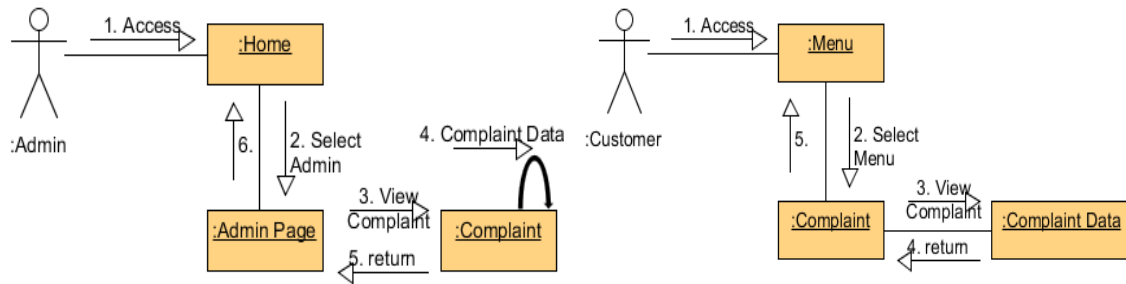 1. Access
:Home
:Admin
6.
2. Select
Admin
4. Complaint Data
3. View
Complaint
:Admin Page
:Complaint
5. return
1. Access
:Menu
:Customer
5.
2. Select
Menu
3. View
Complaint
:Complaint
:Complaint Data
4. return